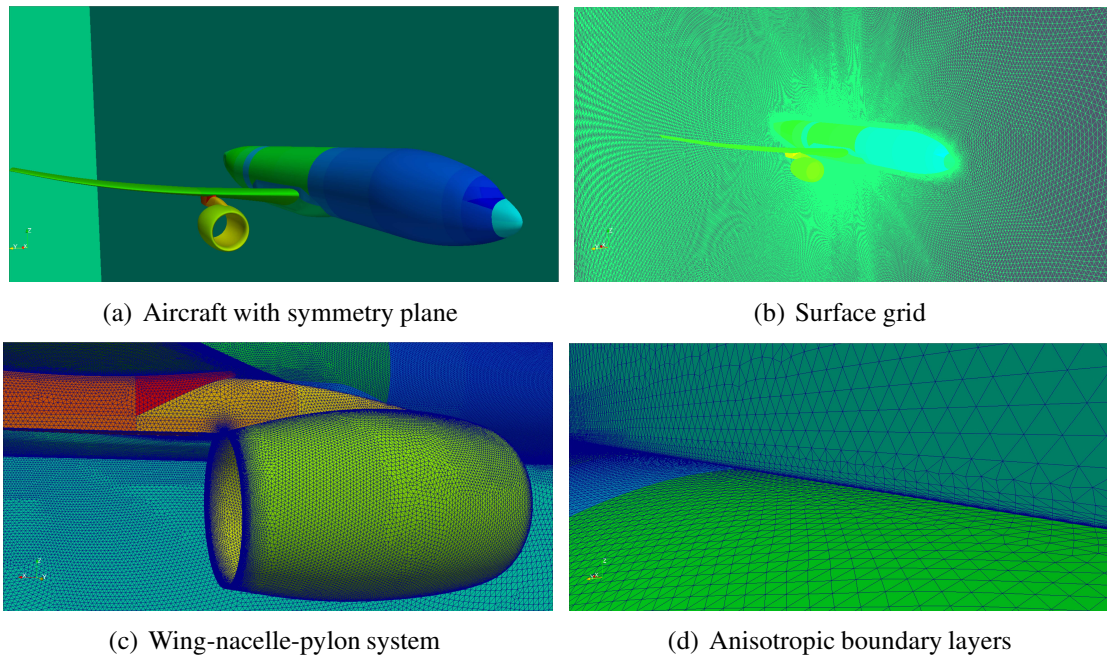 (a) Aircraft with symmetry plane
(b) Surface grid
(c) Wing-nacelle-pylon system
(d) Anisotropic boundary layers